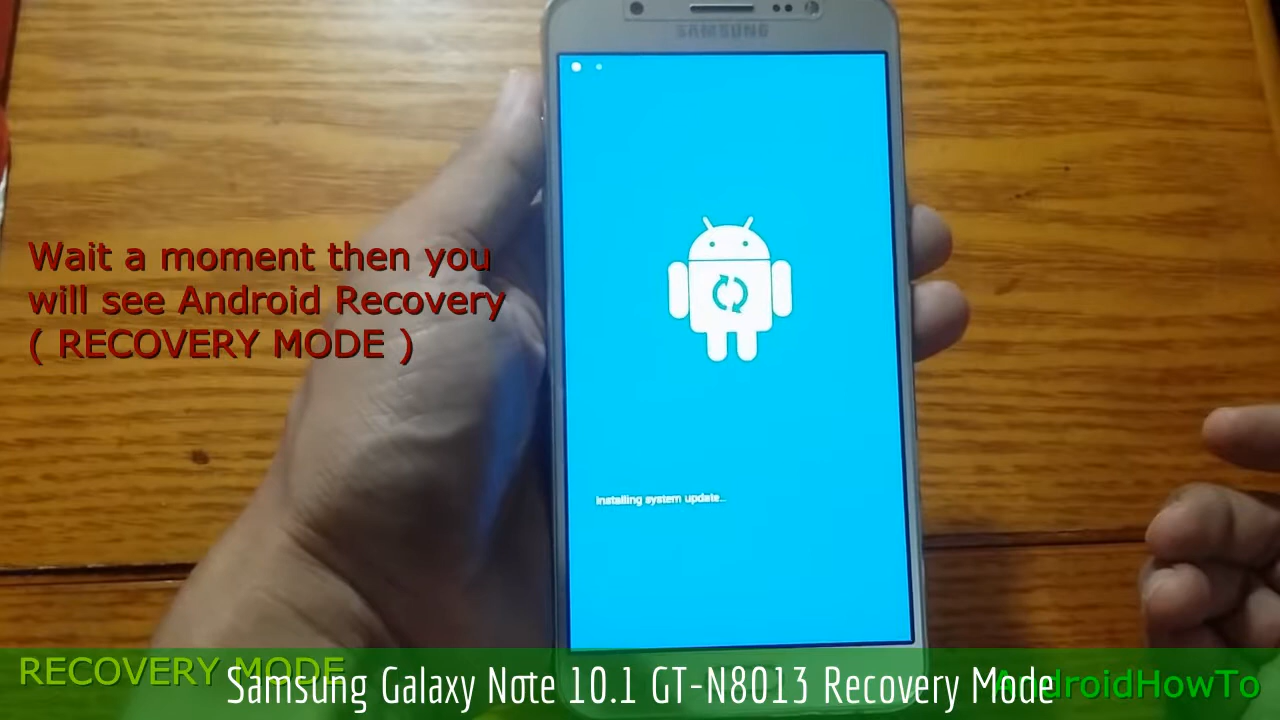 SAMSUNG
Wait a moment then you
will see Android Recovery
( RECOVERY MODE )
Installing system update...
RECOVERY MODE
Samsung Galaxy Note 10.1 GT-N8013 Recovery Mode
AndroidHowTo